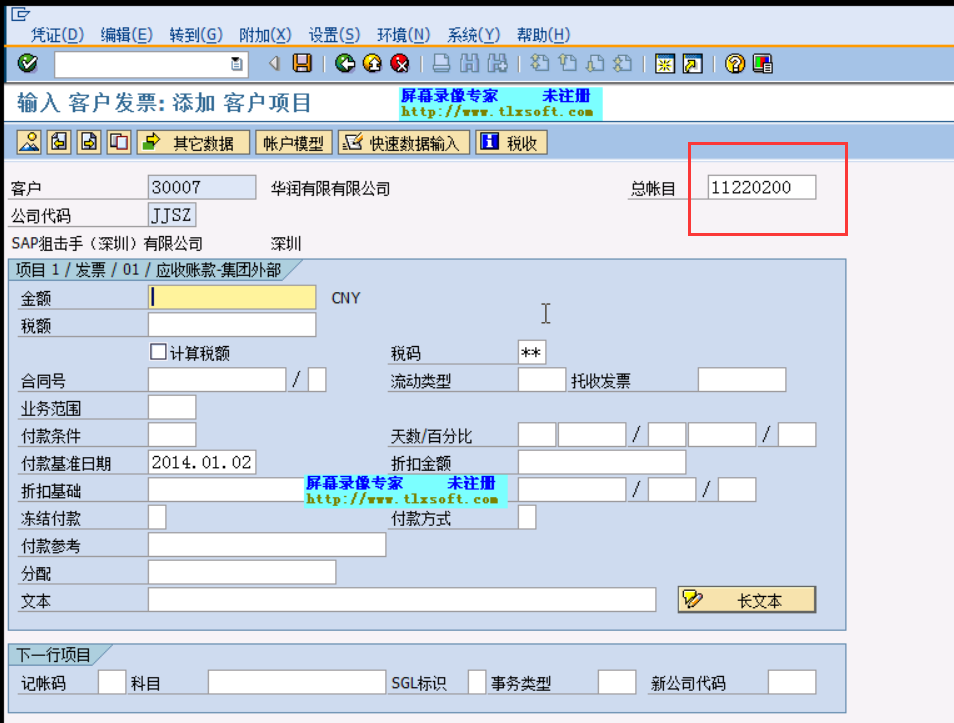 凭证(D) 编辑(E) 转到(G) 附加(X) 设置(S) 环境(N) 系统(Y) 帮助(H)
输入 客户发票: 添加 客户项目
屏幕录像专家 未注册
http://www.tlxsoft.com
其它数据 帐户模型 快速数据输入 税收
客户 30007 华润有限有限公司 总帐目 11220200
公司代码 JJSZ
SAP狙击手（深圳）有限公司 深圳
项目 1 / 发票 / 01 / 应收账款-集团外部
金额 CNY
税额
计算税额 税码 **
合同号 / 流动类型 托收发票
业务范围
付款条件 天数/百分比 / /
付款基准日期 2014.01.02 折扣金额
折扣基础 / /
屏幕录像专家 未注册
http://www.tlxsoft.com
冻结付款 付款方式
付款参考
分配
文本 长文本
下一行项目
记帐码 科目 SGL标识 事务类型 新公司代码